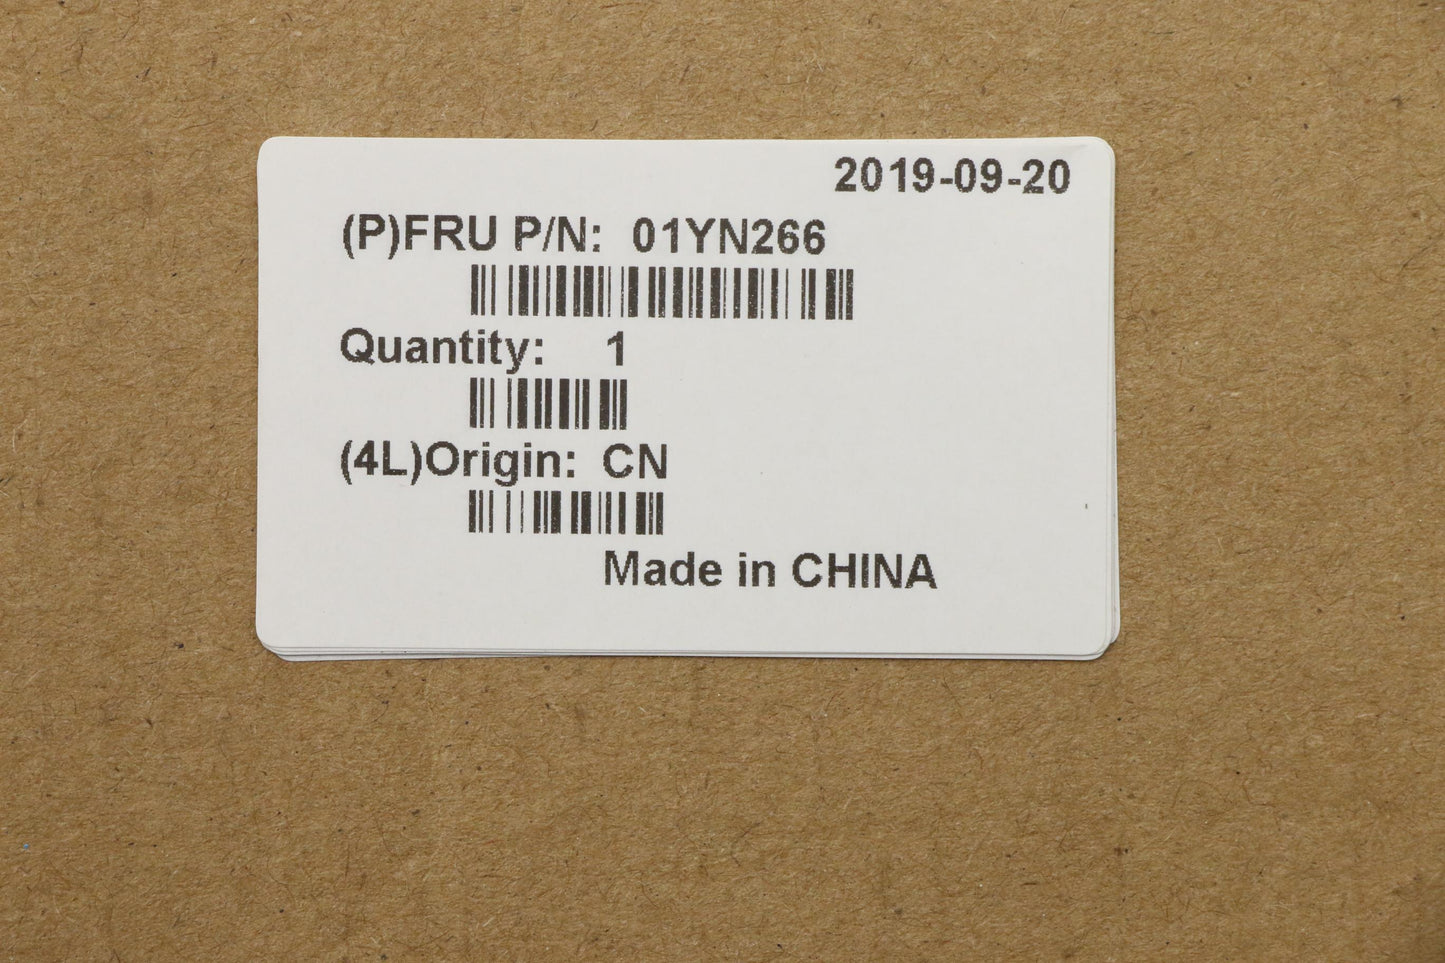 2019-09-20
(P)FRU P/N: 01YN266
Quantity: 1
(4L)Origin: CN
Made in CHINA